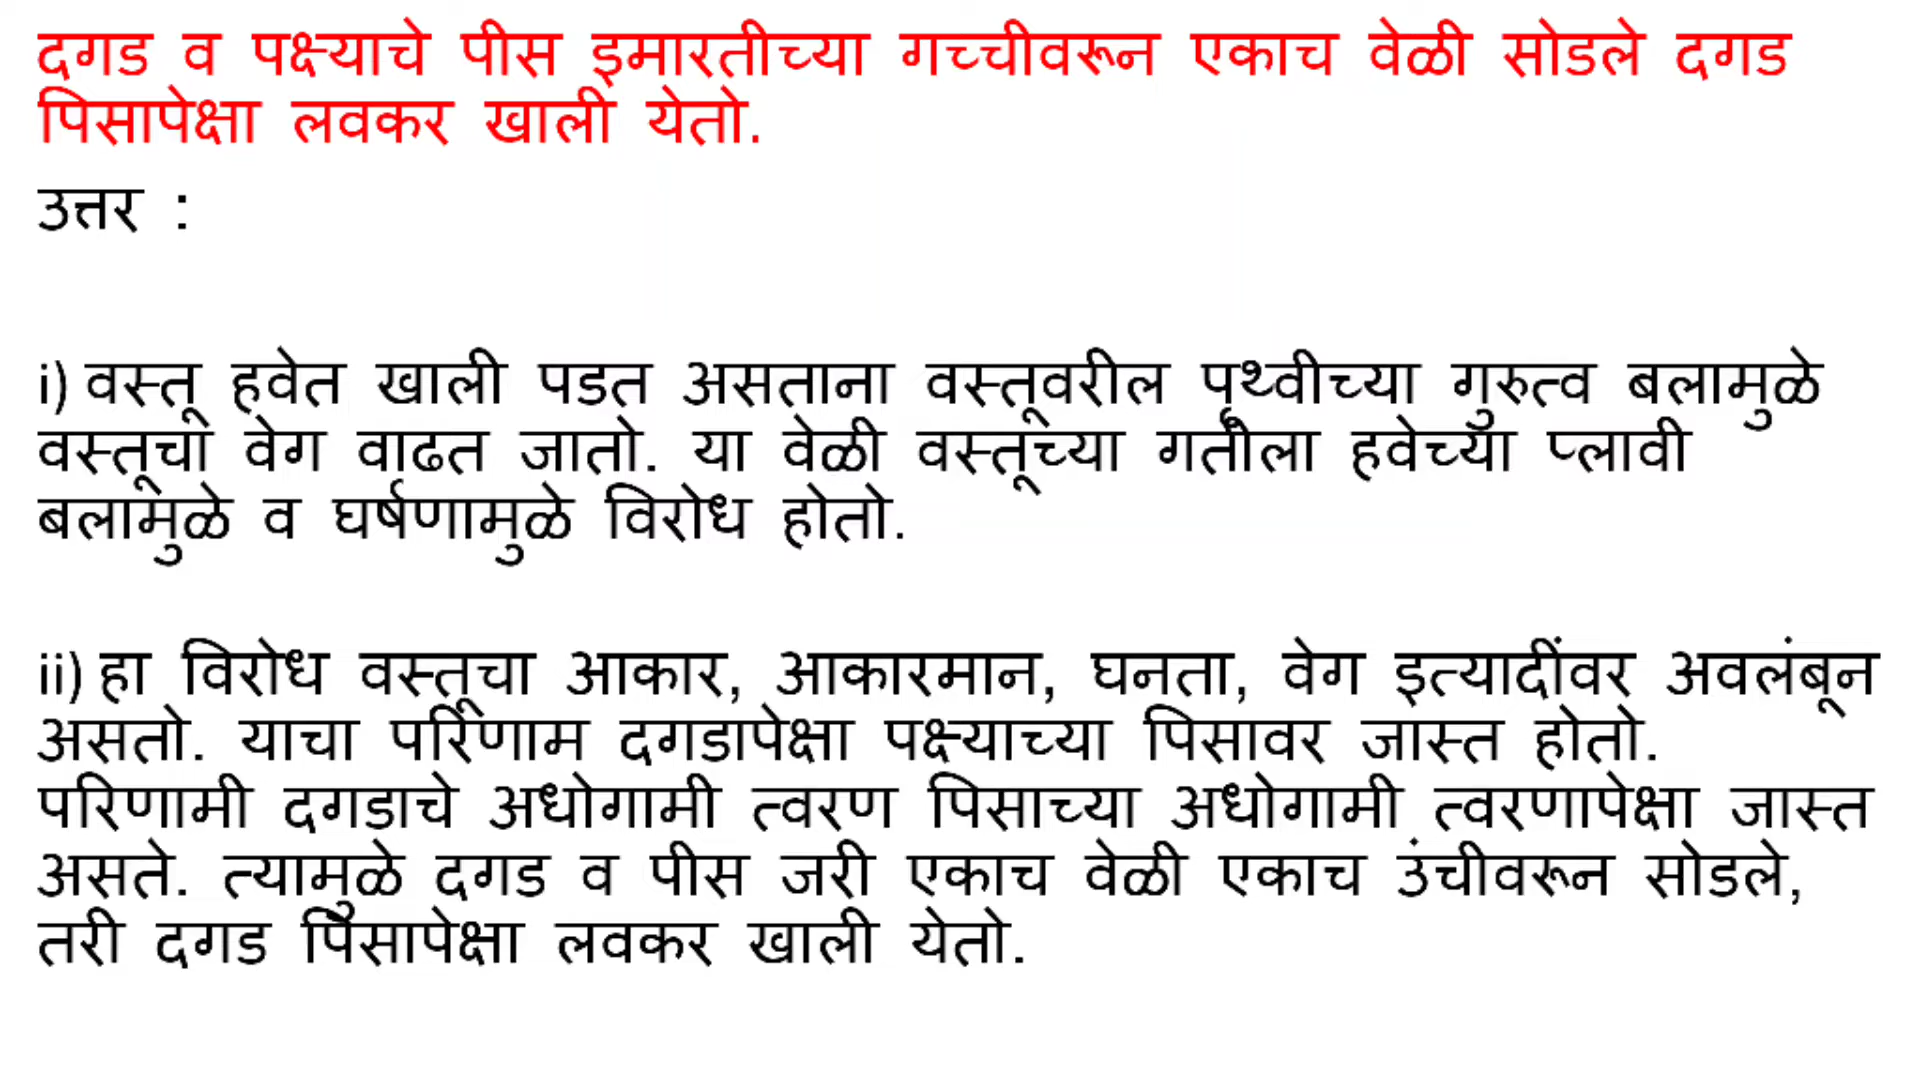 दगड व पक्ष्याचे पीस इमारतीच्या गच्चीवरून एकाच वेळी सोडले दगड
पिसापेक्षा लवकर खाली येतो.
उत्तर :
i) वस्तू हवेत खाली पडत असताना वस्तूवरील पृथ्वीच्या गुरुत्व बलामुळे
वस्तूचा वेग वाढत जातो. या वेळी वस्तूच्या गतीला हवेच्या प्लावी
बलामुळे व घर्षणामुळे विरोध होतो.
ii) हा विरोध वस्तूचा आकार, आकारमान, घनता, वेग इत्यादींवर अवलंबून
असतो. याचा परिणाम दगडापेक्षा पक्ष्याच्या पिसावर जास्त होतो.
परिणामी दगडाचे अधोगामी त्वरण पिसाच्या अधोगामी त्वरणापेक्षा जास्त
असते. त्यामुळे दगड व पीस जरी एकाच वेळी एकाच उंचीवरून सोडले,
तरी दगड पिसापेक्षा लवकर खाली येतो.